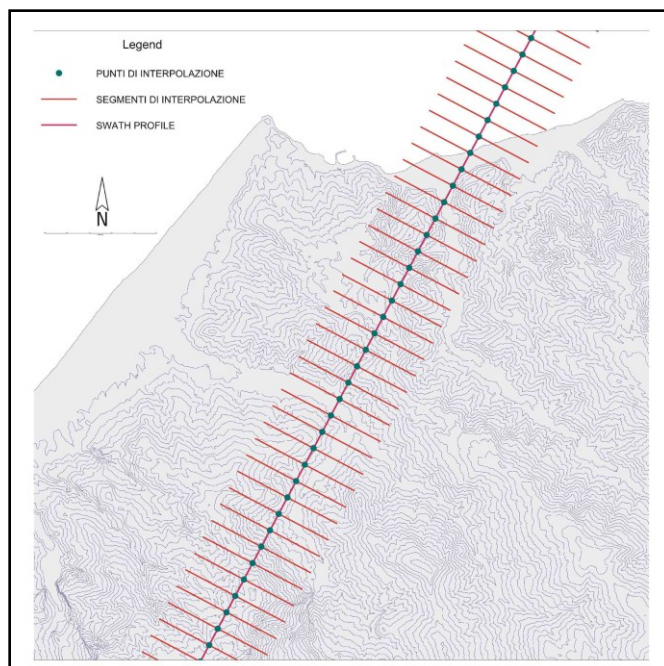 Legend
PUNTI DI INTERPOLAZIONE
SEGMENTI DI INTERPOLAZIONE
SWATH PROFILE
N